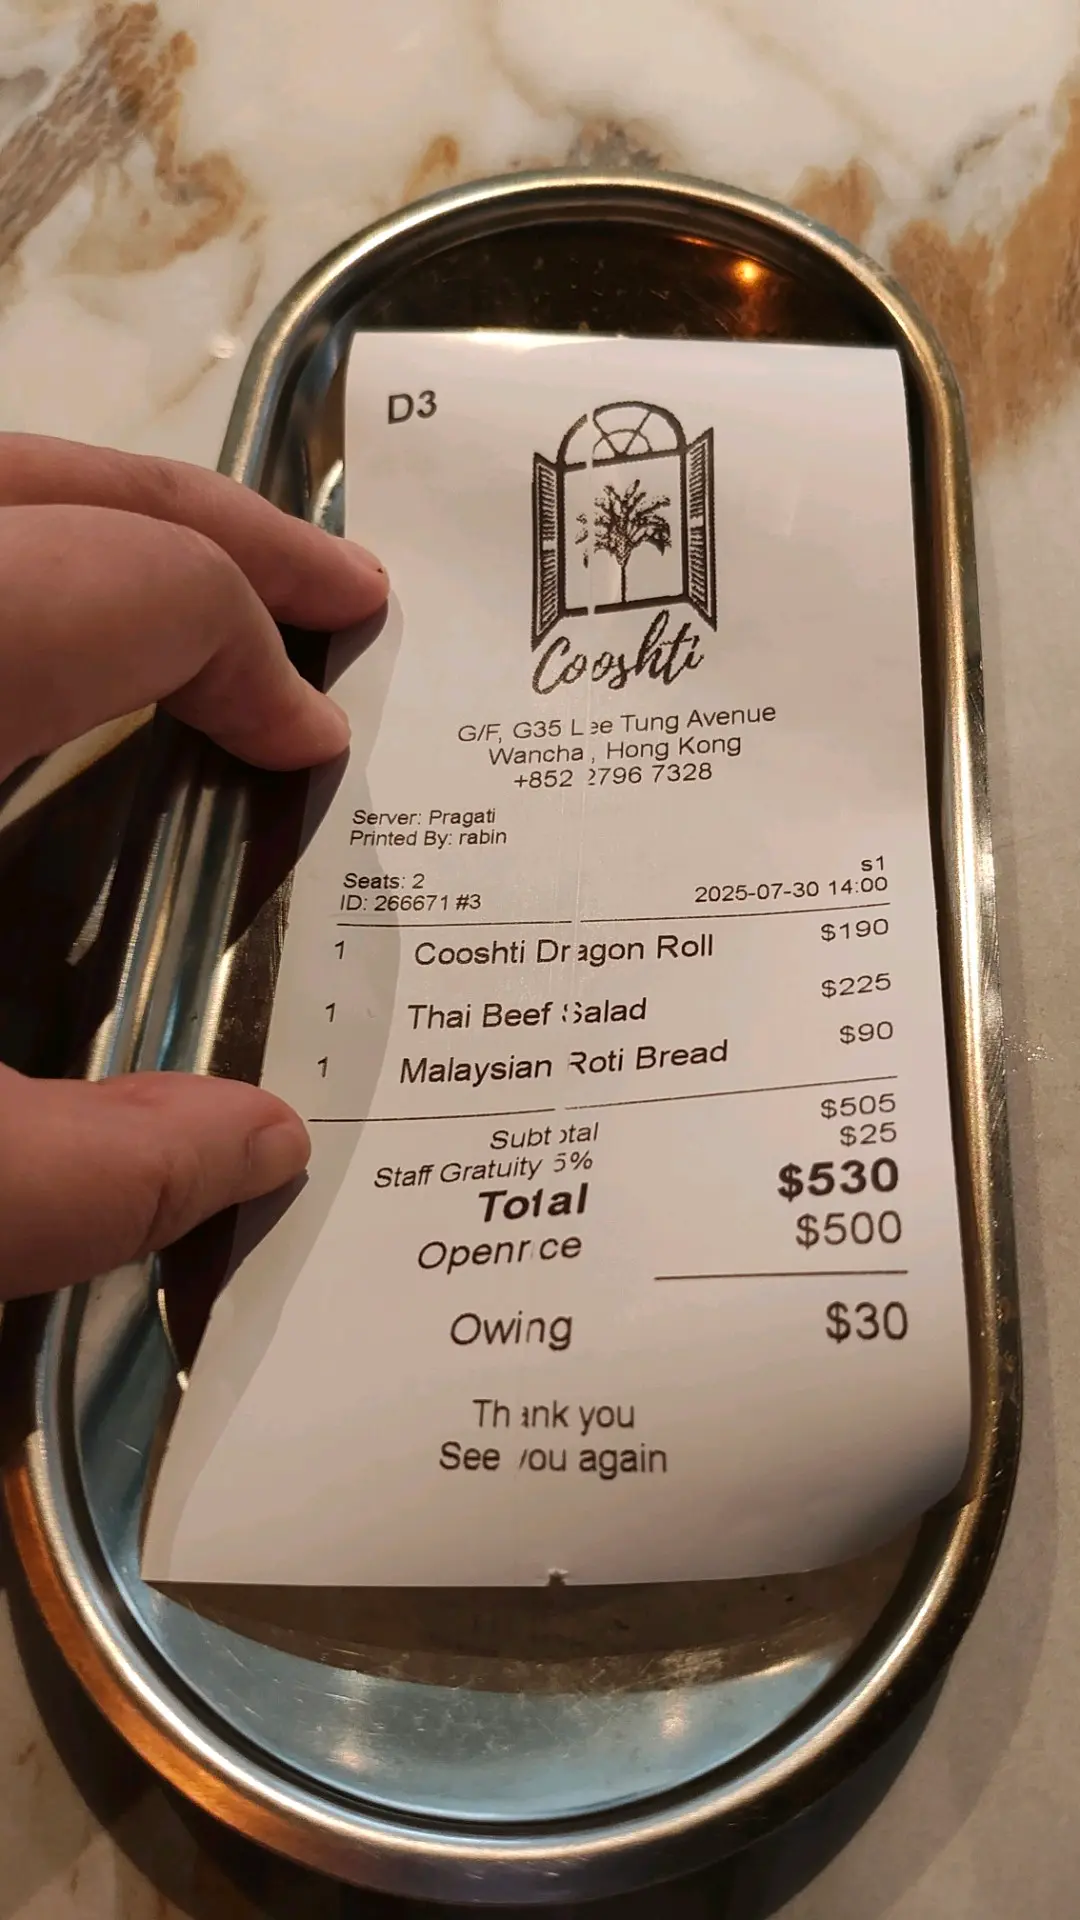 D3
Cooshti
G/F, G35 Lee Tung Avenue
Wancha, Hong Kong
+852 2796 7328
Server: Pragati
Printed By: rabin
s1
Seats: 2
ID: 266671 #3 2025-07-30 14:00
1 Cooshti Dragon Roll $190
1 Thai Beef Salad $225
1 Malaysian Roti Bread $90
Subtotal $505
Staff Gratuity 5% $25
Total $530
Openrice $500
Owing $30
Thank you
See you again